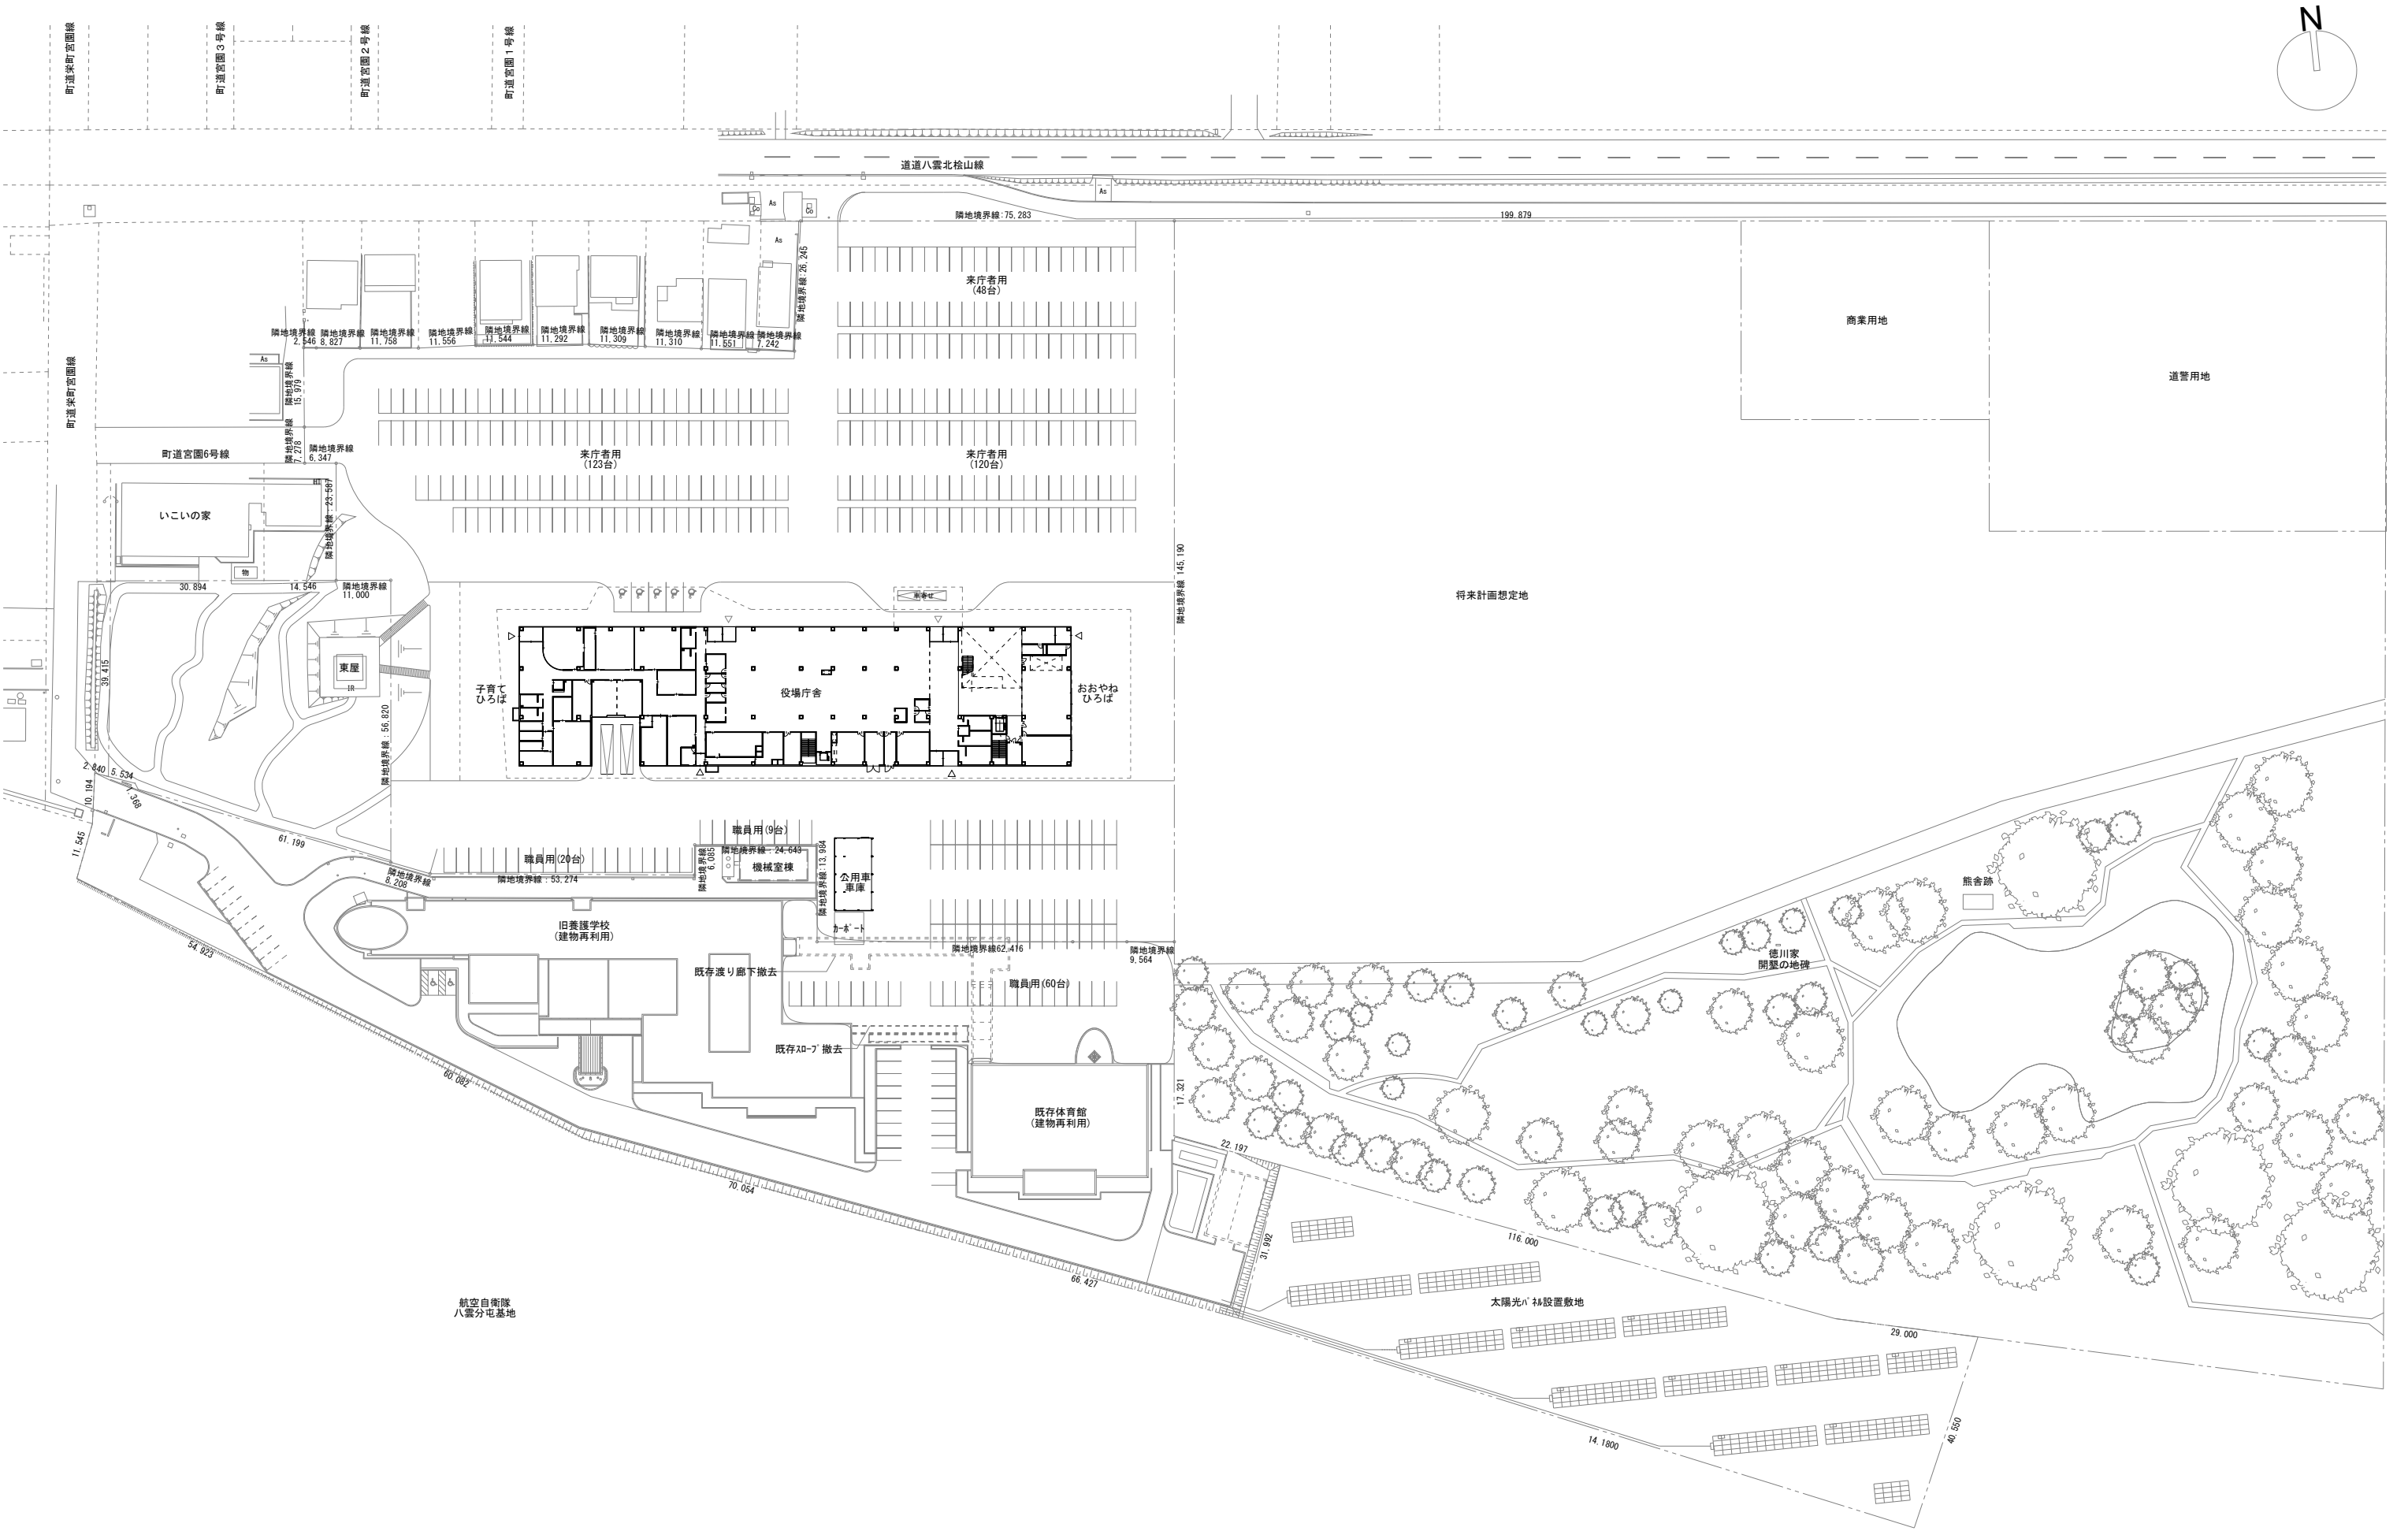 N
町道栄町宮園線
町道宮園3号線
町道宮園2号線
町道宮園1号線
道道八雲北桧山線
As
As
Co
Co
As
隣地境界線:75,283
199.879
隣地境界線:26,245
来庁者用
(48台)
商業用地
道警用地
隣地境界線
2,546
隣地境界線
8,827
隣地境界線
11,758
隣地境界線
11,556
隣地境界線
11,544
隣地境界線
11,292
隣地境界線
11,309
隣地境界線
11,310
隣地境界線
11,551
隣地境界線
7,242
As
隣地境界線
15,979
町道栄町宮園線
隣地境界線
7,278
隣地境界線
6,347
町道宮園6号線
来庁者用
(123台)
来庁者用
(120台)
隣地境界線:23,587
いこいの家
物
30.894
14.546
隣地境界線
11,000
隣地境界線 145,190
将来計画想定地
車寄せ
39.415
東屋
1R
子育て
ひろば
役場庁舎
おおやね
ひろば
隣地境界線:56,820
2.840
5.534
1.368
10.194
11.545
61.199
職員用(9台)
職員用(20台)
隣地境界線
6,085
隣地境界線:24,643
機械室棟
隣地境界線:13,984
公用車
車庫
隣地境界線
8,208
隣地境界線:53,274
カーポート
旧養護学校
(建物再利用)
熊舎跡
徳川家
開墾の地碑
隣地境界線62,416
隣地境界線
9,564
54.923
既存渡り廊下撤去
職員用(60台)
既存スロープ撤去
60.082
17.321
既存体育館
(建物再利用)
22.197
70.054
31.992
116.000
66.427
航空自衛隊
八雲分屯基地
太陽光パネル設置敷地
29.000
14.1800
40.550